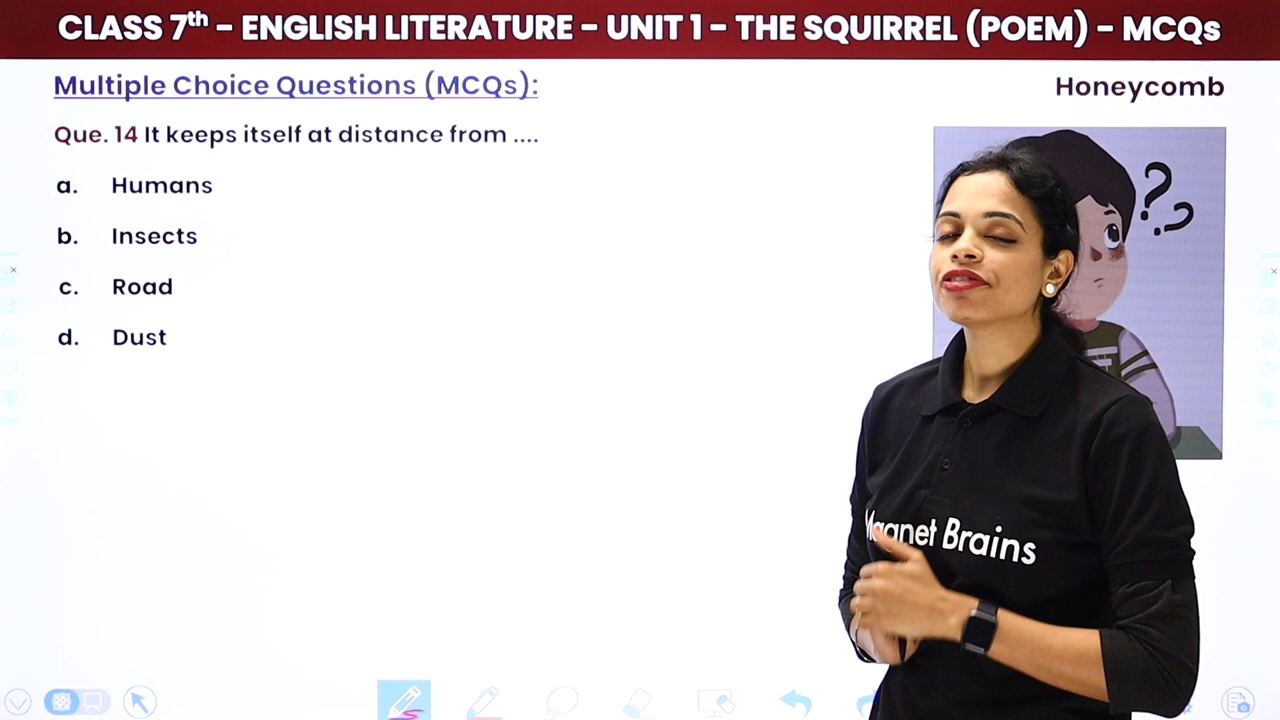 CLASS 7th – ENGLISH LITERATURE – UNIT 1 – THE SQUIRREL (POEM) – MCQs
Multiple Choice Questions (MCQs):
Honeycomb
Que. 14 It keeps itself at distance from ....
a. Humans
b. Insects
c. Road
d. Dust
??
Magnet Brains